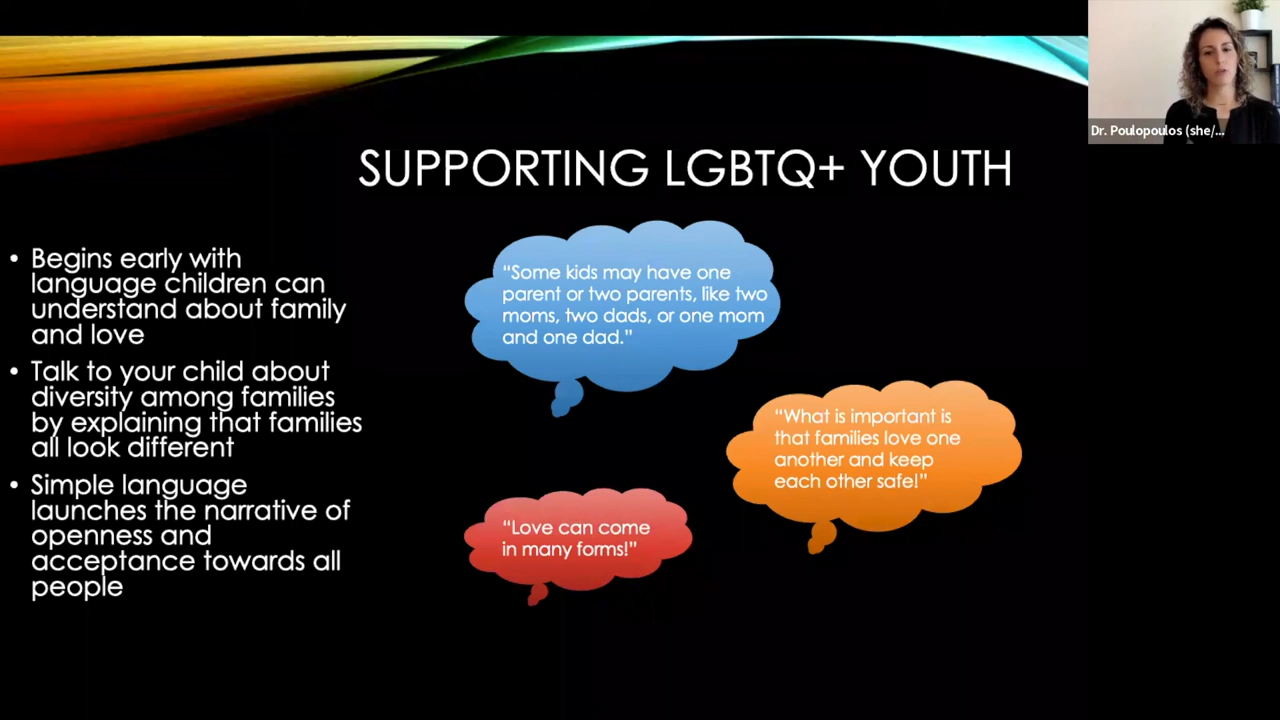 Dr. Poulopoulos (she/...
SUPPORTING LGBTQ+ YOUTH
• Begins early with
language children can
understand about family
and love
• Talk to your child about
diversity among families
by explaining that families
all look different
• Simple language
launches the narrative of
openness and
acceptance towards all
people
“Some kids may have one
parent or two parents, like two
moms, two dads, or one mom
and one dad.”
“What is important is
that families love one
another and keep
each other safe!”
“Love can come
in many forms!”